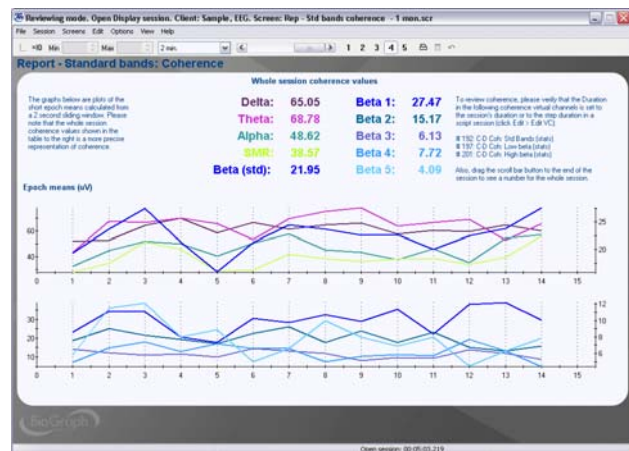 Reviewing mode. Open Display session. Client: Sample, EEG. Screen: Rep - Std bands coherence - 1 mon.scr
File Session Screens Edit Options View Help
Min Max 2 min. 1 2 3 4 5
Report - Standard bands: Coherence
Whole session coherence values
The graphs below are plots of the
short epoch means calculated from
a 2 second sliding window. Please
note that the whole session
coherence values shown in the
table to the right is a more precise
representation of coherence.
Delta: 65.05 Beta 1: 27.47
Theta: 68.78 Beta 2: 15.17
Alpha: 48.62 Beta 3: 6.13
SMR: 38.57 Beta 4: 7.72
Beta (std): 21.95 Beta 5: 4.09
To review coherence, please verify that the Duration
in the following coherence virtual channels is set to
the session's duration or to the step duration in a
script session (click Edit > Edit VC)
# 192: C-D Coh: Std Bands (stats)
# 197: C-D Coh: Low beta (stats)
# 201: C-D Coh: High beta (stats)
Also, drag the scroll bar button to the end of the
session to see a number for the whole session.
Epoch means (uV)
60
40
25
20
0 1 2 3 4 5 6 7 8 9 10 11 12 13 14 15
40
30
20
10
12
10
8
6
0 1 2 3 4 5 6 7 8 9 10 11 12 13 14 15
BioGraph
Open session: 00:05:03.219